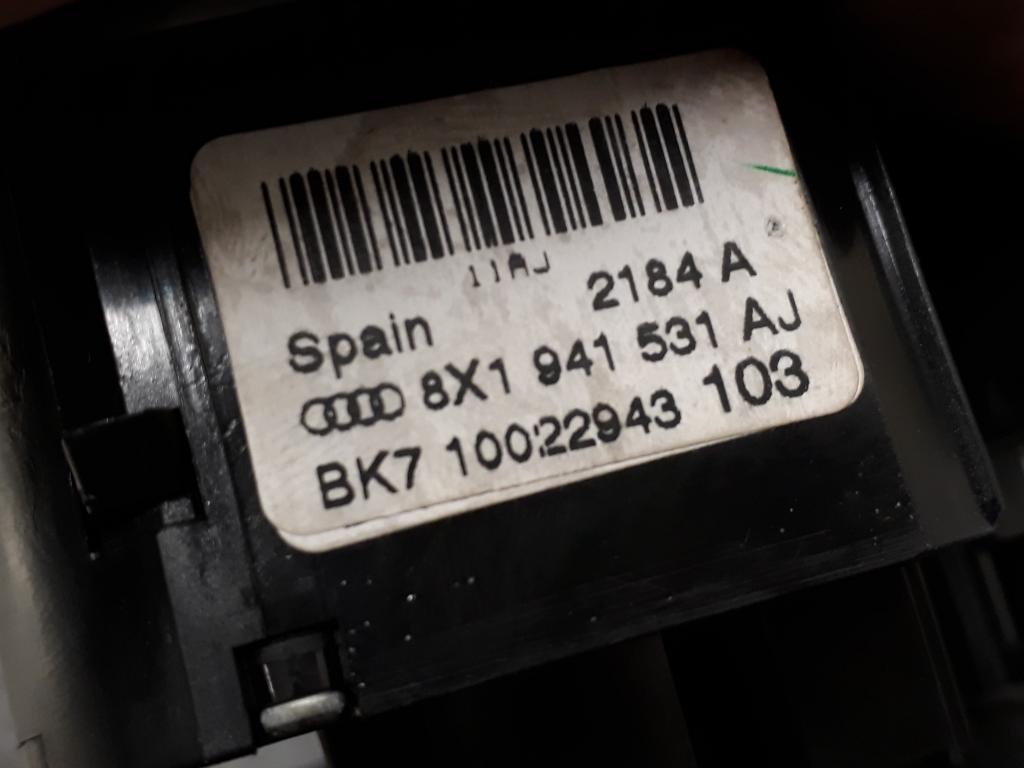 11AJ
Spain 2184 A
8X1 941 531 AJ
BK7 10022943 103